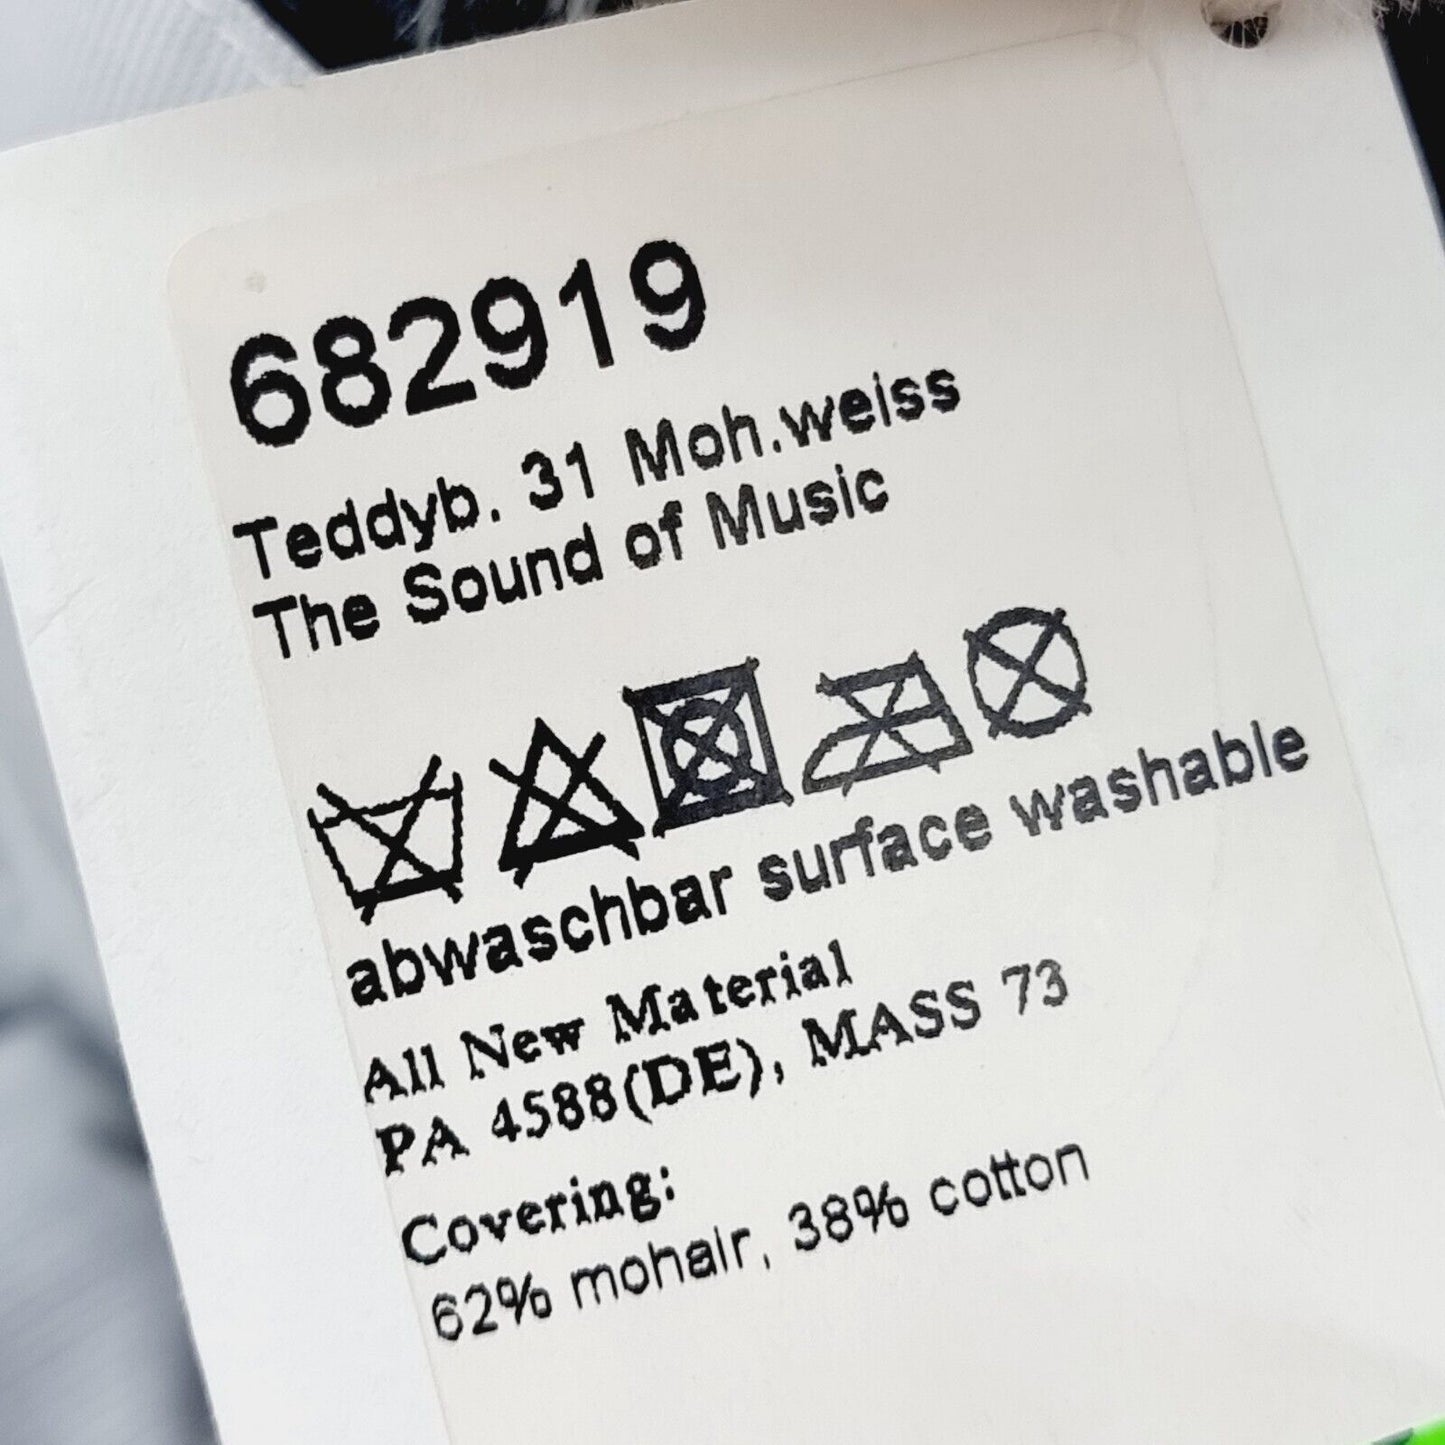 682919
Teddyb. 31 Moh.weiss
The Sound of Music
abwaschbar surface washable
All New Material
PA 4588(DE), MASS 73
Covering:
62% mohair, 38% cotton